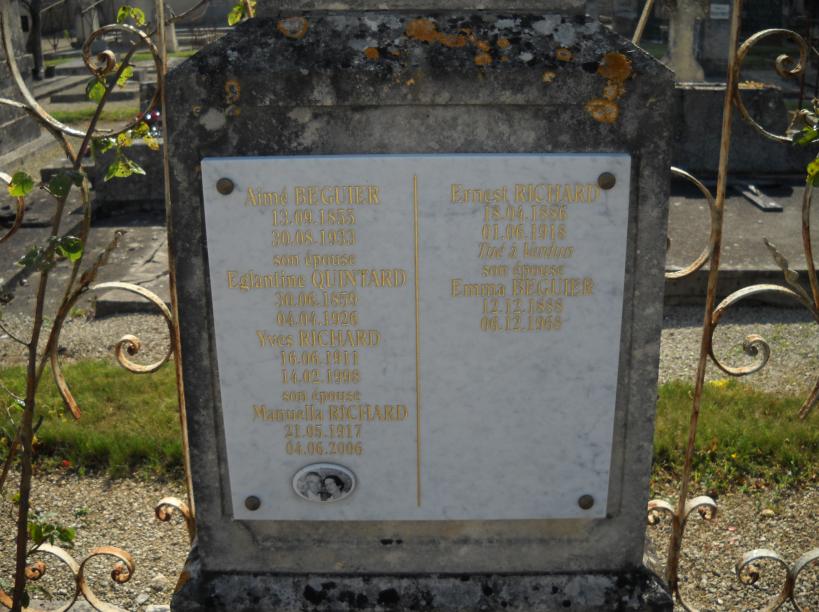 Aimé BEGUIER
13.09.1855
30.08.1933
son épouse
Eglantine QUINTARD
30.06.1859
04.04.1926
Yves RICHARD
16.06.1911
14.02.1998
son épouse
Manuella RICHARD
21.05.1917
04.06.2006
Ernest RICHARD
18.04.1886
01.06.1918
Tué à Verdun
son épouse
Emma BEGUIER
12.12.1888
06.12.1968